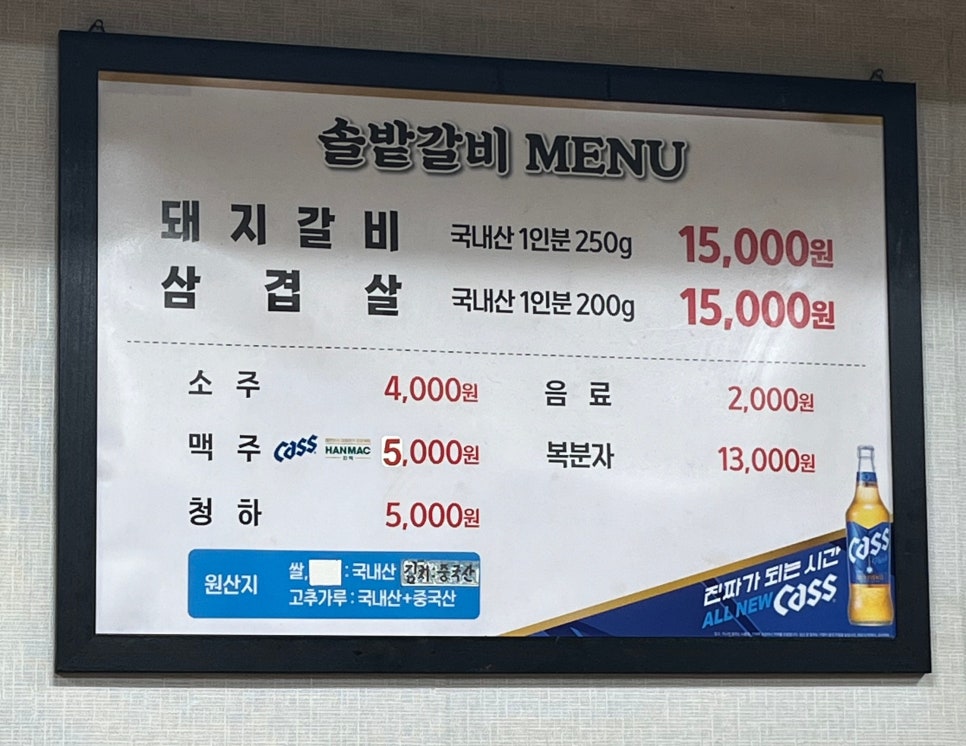 솔밭갈비 MENU
돼지갈비 국내산 1인분 250g 15,000원
삼겹살 국내산 1인분 200g 15,000원
소주 4,000원
음료 2,000원
맥주 Cass HANMAC 5,000원
복분자 13,000원
청하 5,000원
원산지
쌀, : 국내산 김치:중국산
고추가루 : 국내산+중국산
진짜가 되는 시간
ALL NEW Cass
Cass